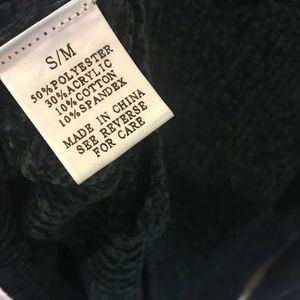 S/M
50%POLYESTER
30%ACRYLIC
10%COTTON
10%SPANDEX
MADE IN CHINA
SEE REVERSE
FOR CARE